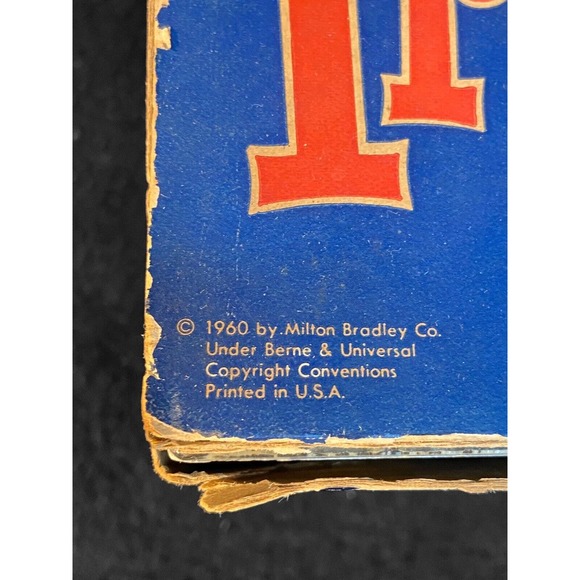 © 1960 by Milton Bradley Co.
Under Berne & Universal
Copyright Conventions
Printed in U.S.A.